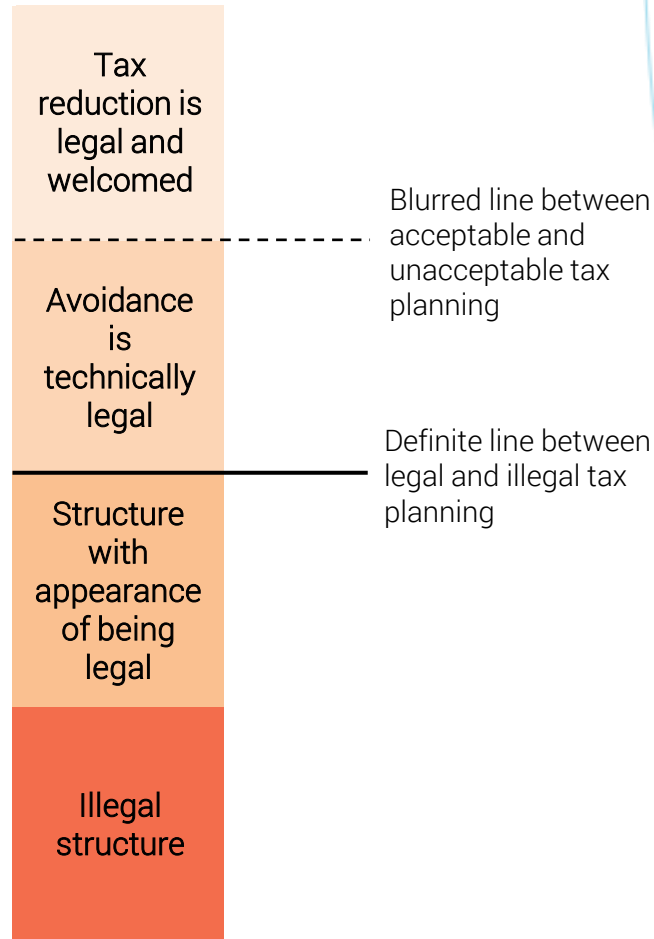 Tax
reduction is
legal and
welcomed
Blurred line between
acceptable and
unacceptable tax
planning
Avoidance
is
technically
legal
Definite line between
legal and illegal tax
planning
Structure
with
appearance
of being
legal
Illegal
structure